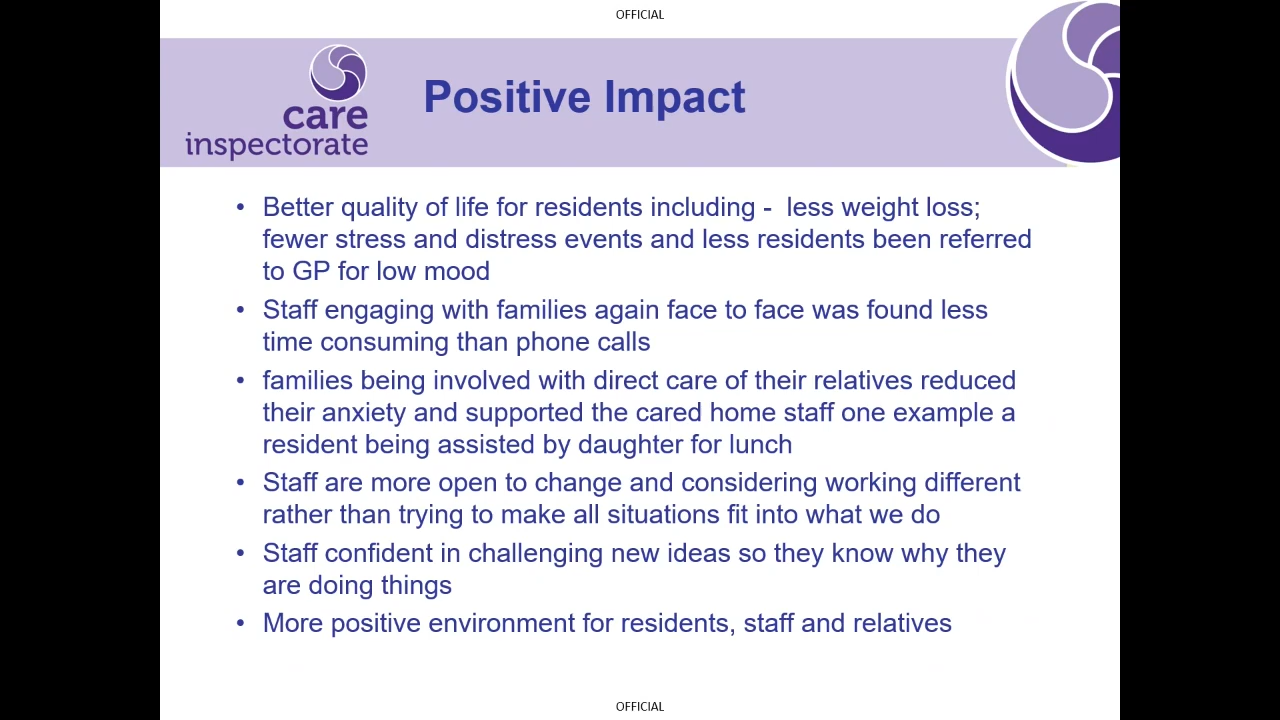 OFFICIAL
care
inspectorate
Positive Impact
• Better quality of life for residents including -  less weight loss;
fewer stress and distress events and less residents been referred
to GP for low mood
• Staff engaging with families again face to face was found less
time consuming than phone calls
• families being involved with direct care of their relatives reduced
their anxiety and supported the cared home staff one example a
resident being assisted by daughter for lunch
• Staff are more open to change and considering working different
rather than trying to make all situations fit into what we do
• Staff confident in challenging new ideas so they know why they
are doing things
• More positive environment for residents, staff and relatives
OFFICIAL